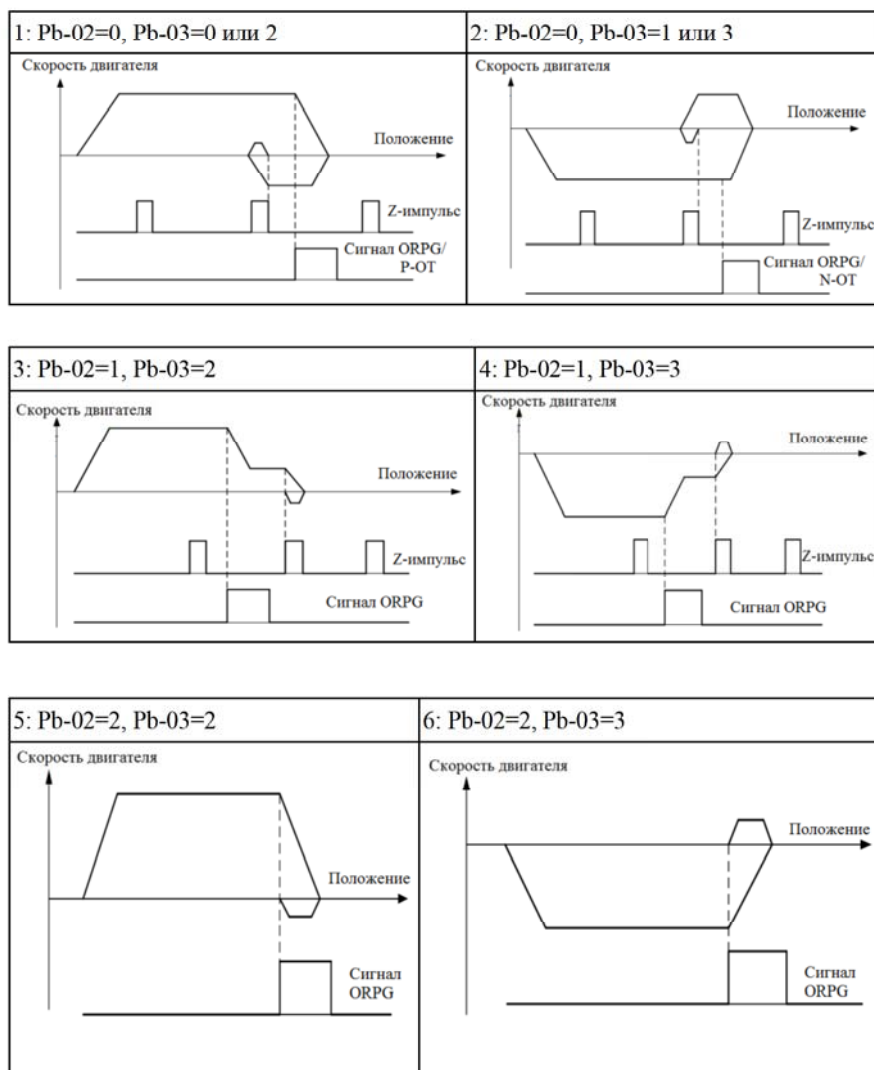 1: Pb-02=0, Pb-03=0 или 2
Скорость двигателя
Положение
Z-импульс
Сигнал ORPG/
P-OT
2: Pb-02=0, Pb-03=1 или 3
Скорость двигателя
Положение
Z-импульс
Сигнал ORPG/
N-OT
3: Pb-02=1, Pb-03=2
Скорость двигателя
Положение
Z-импульс
Сигнал ORPG
4: Pb-02=1, Pb-03=3
Скорость двигателя
Положение
Z-импульс
Сигнал ORPG
5: Pb-02=2, Pb-03=2
Скорость двигателя
Положение
Сигнал
ORPG
6: Pb-02=2, Pb-03=3
Скорость двигателя
Положение
Сигнал
ORPG